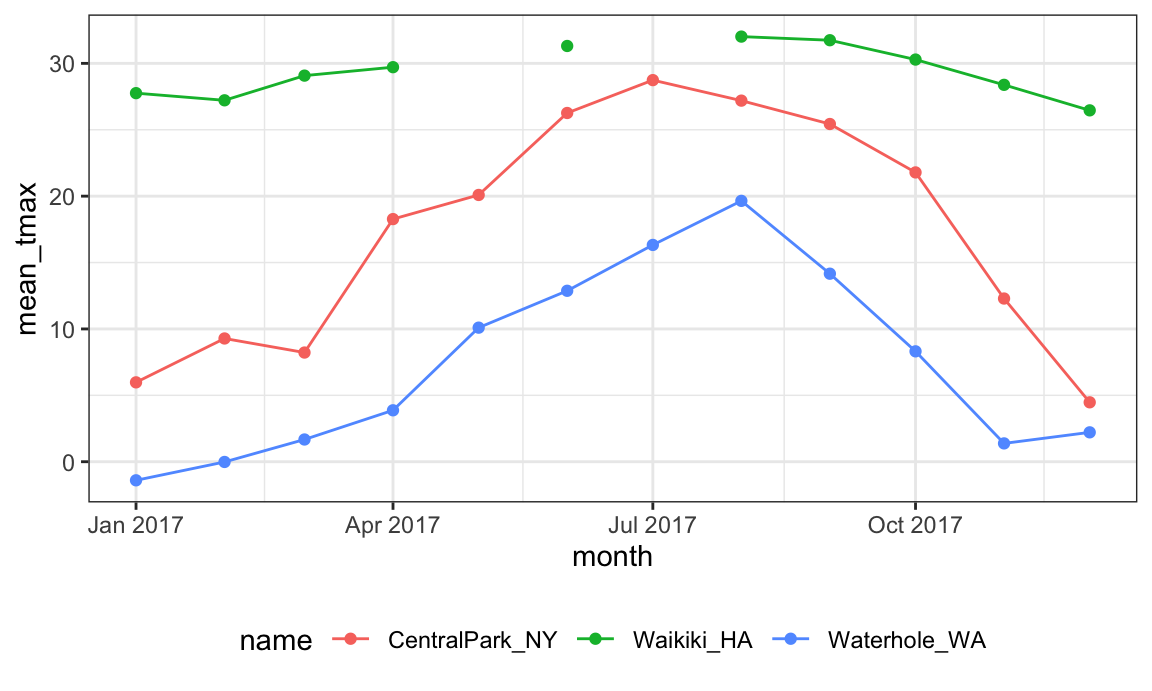 30
20
10
0
mean_tmax
Jan 2017 Apr 2017 Jul 2017 Oct 2017
month
name CentralPark_NY Waikiki_HA Waterhole_WA